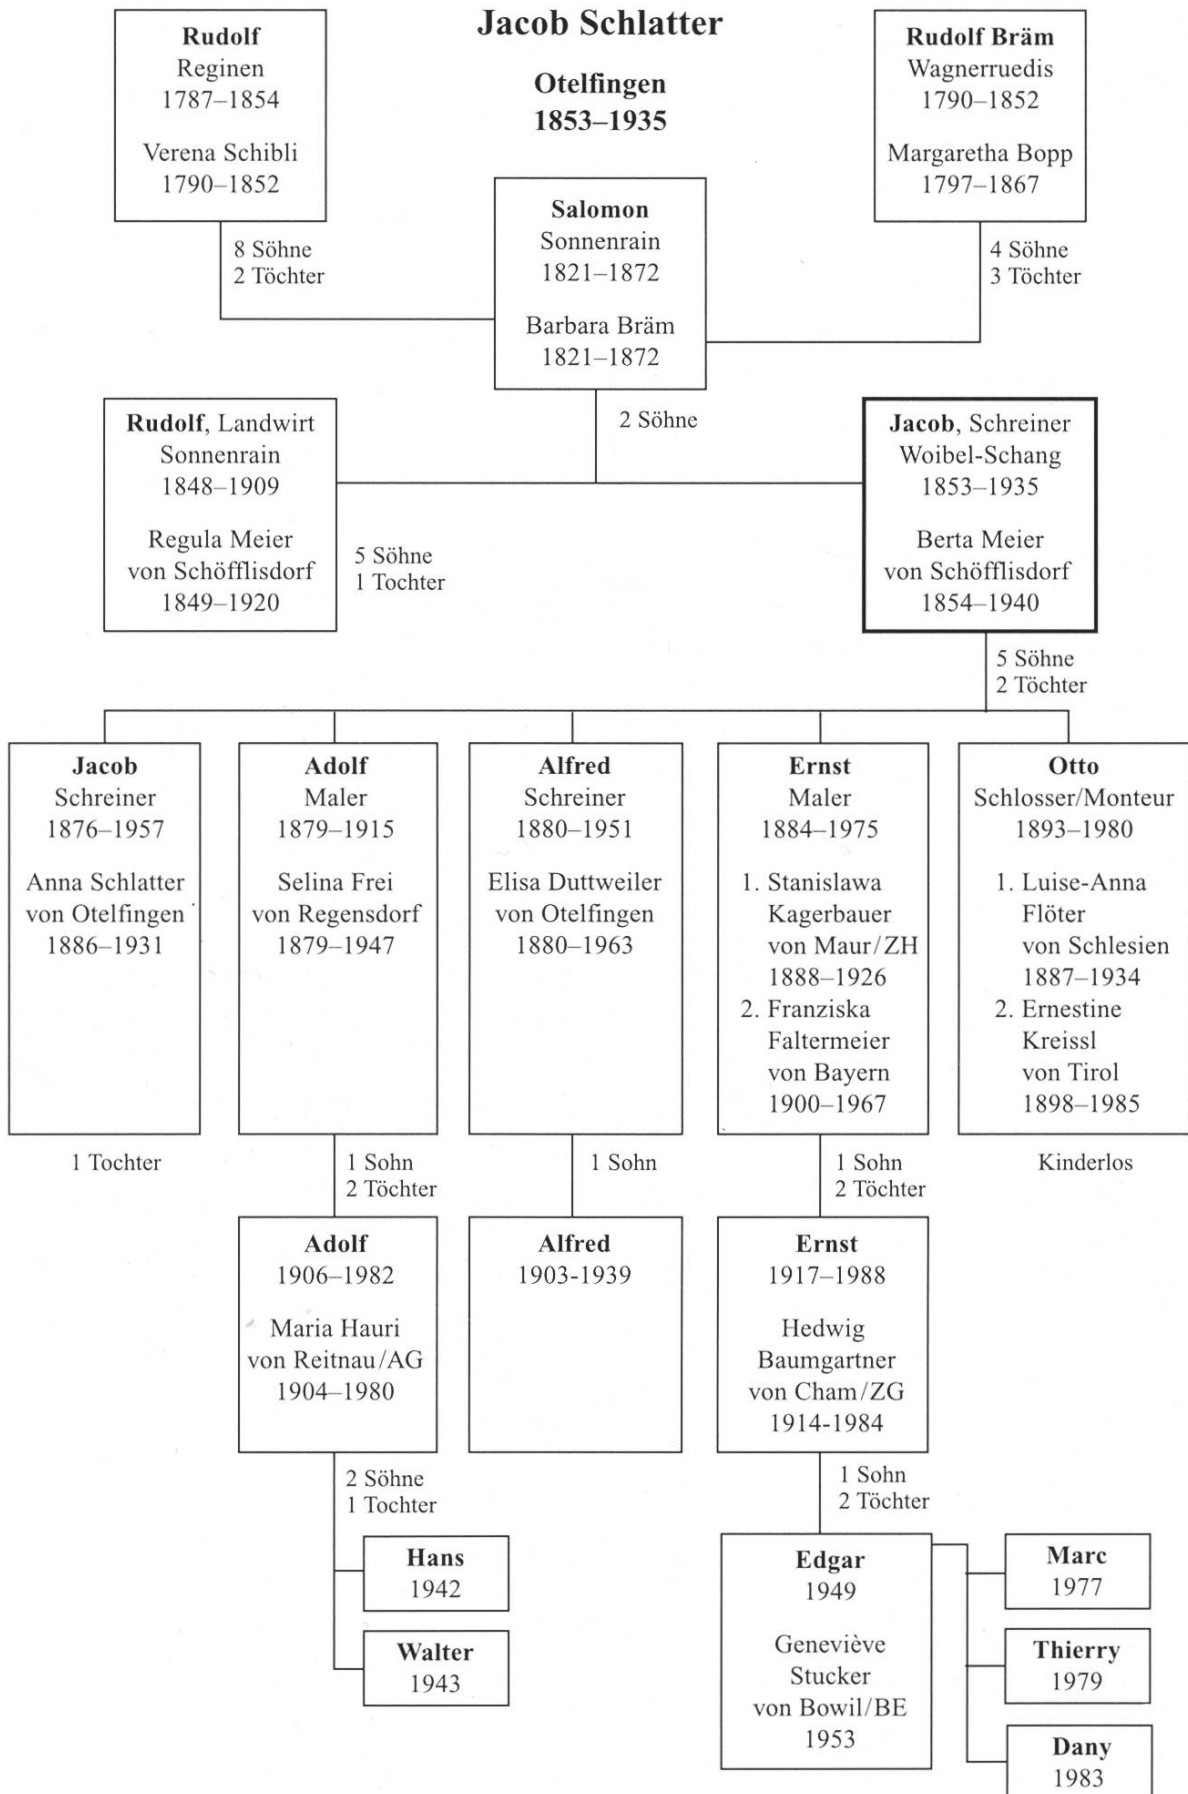 Jacob Schlatter
Otelfingen
1853–1935
Rudolf
Reginen
1787–1854
Verena Schibli
1790–1852
8 Söhne
2 Töchter
Rudolf Bräm
Wagnerruedis
1790–1852
Margaretha Bopp
1797–1867
4 Söhne
3 Töchter
Salomon
Sonnenrain
1821–1872
Barbara Bräm
1821–1872
2 Söhne
Rudolf, Landwirt
Sonnenrain
1848–1909
Regula Meier
von Schöfflisdorf
1849–1920
5 Söhne
1 Tochter
Jacob, Schreiner
Woibel-Schang
1853–1935
Berta Meier
von Schöfflisdorf
1854–1940
5 Söhne
2 Töchter
Jacob
Schreiner
1876–1957
Anna Schlatter
von Otelfingen
1886–1931
1 Tochter
Adolf
Maler
1879–1915
Selina Frei
von Regensdorf
1879–1947
1 Sohn
2 Töchter
Alfred
Schreiner
1880–1951
Elisa Duttweiler
von Otelfingen
1880–1963
1 Sohn
Ernst
Maler
1884–1975
1. Stanislawa
Kagerbauer
von Maur/ZH
1888–1926
2. Franziska
Faltermeier
von Bayern
1900–1967
1 Sohn
2 Töchter
Otto
Schlosser/Monteur
1893–1980
1. Luise-Anna
Flöter
von Schlesien
1887–1934
2. Ernestine
Kreissl
von Tirol
1898–1985
Kinderlos
Adolf
1906–1982
Maria Hauri
von Reitnau/AG
1904–1980
2 Söhne
1 Tochter
Alfred
1903-1939
Ernst
1917–1988
Hedwig
Baumgartner
von Cham/ZG
1914-1984
1 Sohn
2 Töchter
Hans
1942
Walter
1943
Edgar
1949
Geneviève
Stucker
von Bowil/BE
1953
Marc
1977
Thierry
1979
Dany
1983